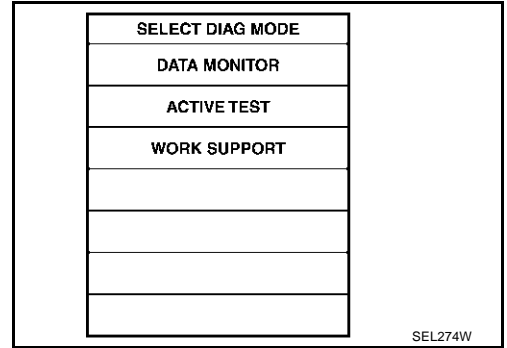 SELECT DIAG MODE
DATA MONITOR
ACTIVE TEST
WORK SUPPORT
SEL274W